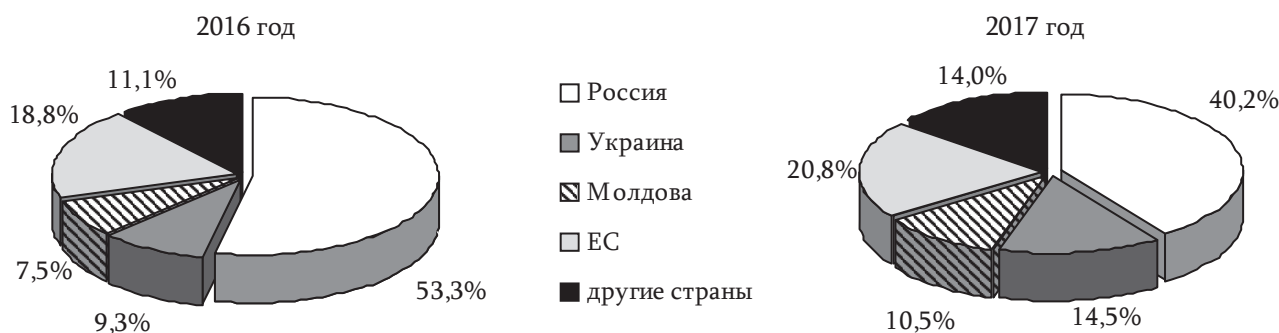 2016 год
11,1%
18,8%
7,5%
9,3%
53,3%
Россия
Украина
Молдова
ЕС
другие страны
2017 год
14,0%
40,2%
20,8%
10,5%
14,5%